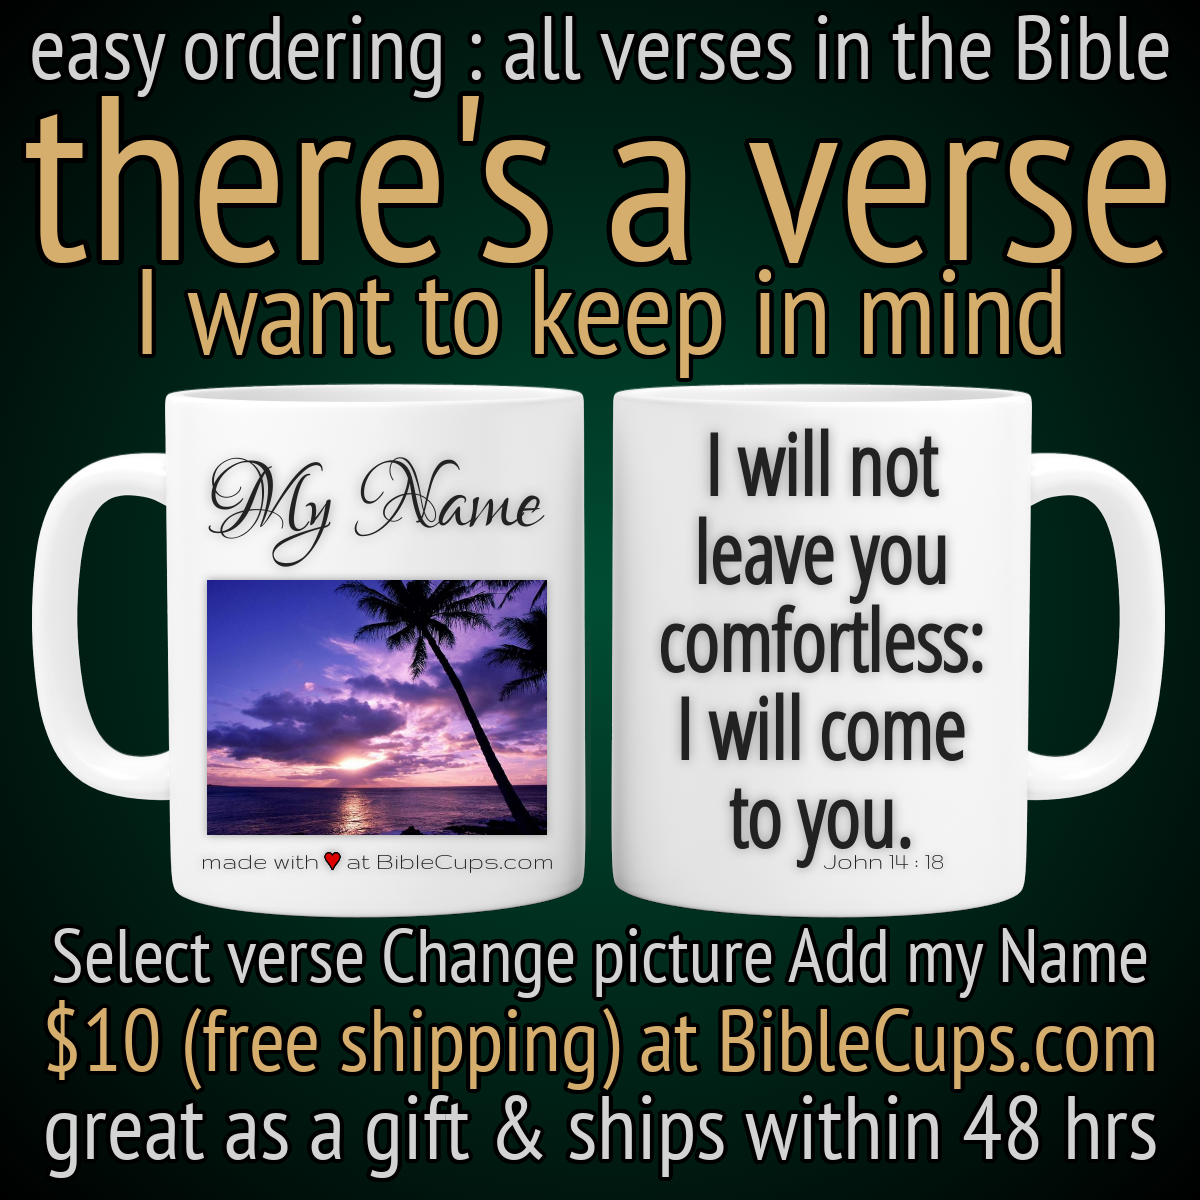 easy ordering : all verses in the Bible
there's a verse
I want to keep in mind
My Name
made with ❤ at BibleCups.com
I will not
leave you
comfortless:
I will come
to you.
John 14 : 18
Select verse Change picture Add my Name
$10 (free shipping) at BibleCups.com
great as a gift & ships within 48 hrs